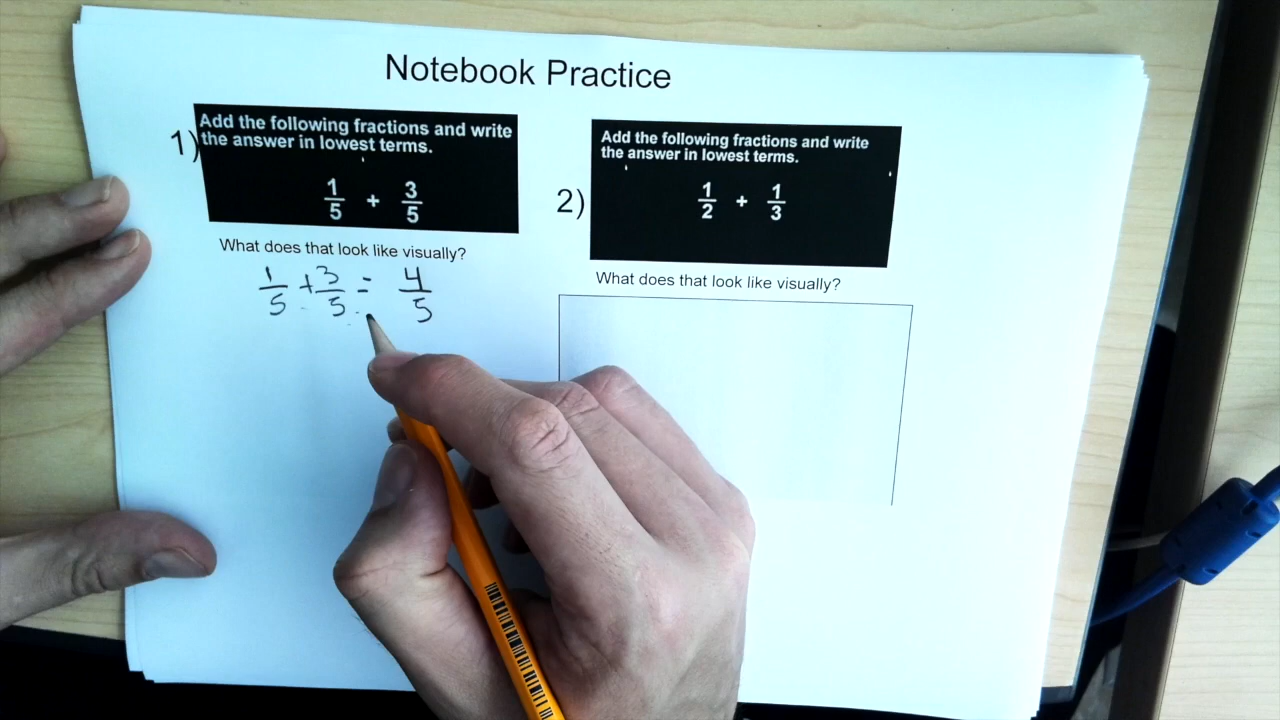 Notebook Practice
1)
Add the following fractions and write
the answer in lowest terms.
1/5 + 3/5
What does that look like visually?
1/5 + 3/5 = 4/5
2)
Add the following fractions and write
the answer in lowest terms.
1/2 + 1/3
What does that look like visually?